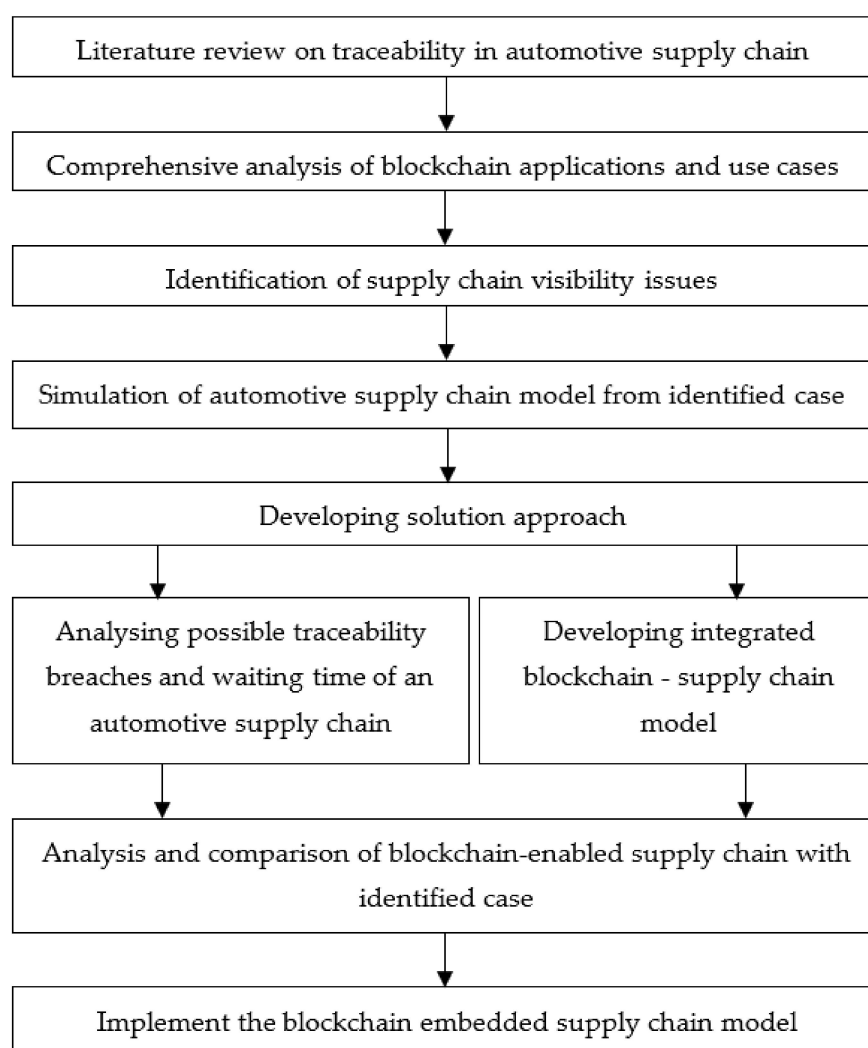 Literature review on traceability in automotive supply chain
Comprehensive analysis of blockchain applications and use cases
Identification of supply chain visibility issues
Simulation of automotive supply chain model from identified case
Developing solution approach
Analysing possible traceability
breaches and waiting time of an
automotive supply chain
Developing integrated
blockchain - supply chain
model
Analysis and comparison of blockchain-enabled supply chain with
identified case
Implement the blockchain embedded supply chain model